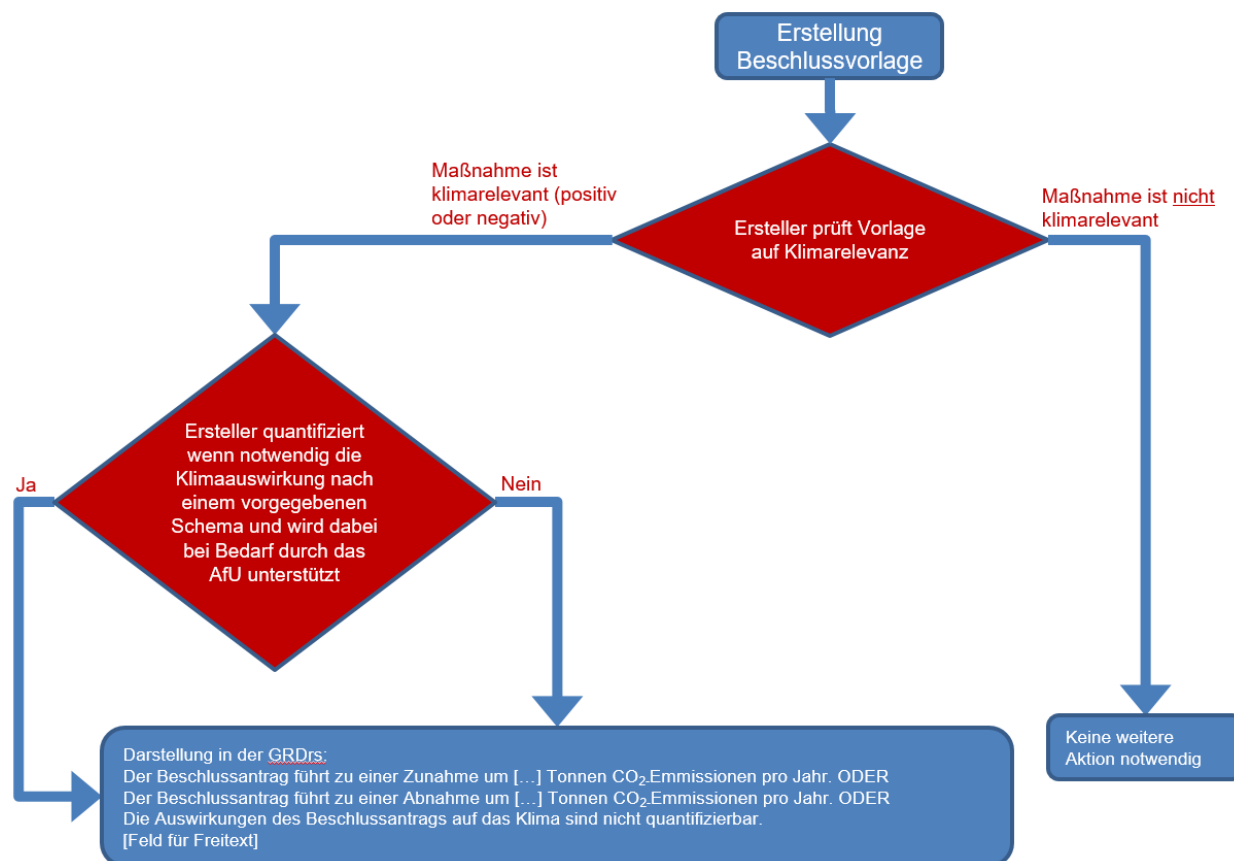 Erstellung
Beschlussvorlage
Maßnahme ist
klimarelevant (positiv
oder negativ)
Maßnahme ist nicht
klimarelevant
Ersteller prüft Vorlage
auf Klimarelevanz
Ersteller quantifiziert
wenn notwendig die
Klimaauswirkung nach
einem vorgegebenen
Schema und wird dabei
bei Bedarf durch das
AfU unterstützt
Ja
Nein
Darstellung in der GRDrs:
Der Beschlussantrag führt zu einer Zunahme um [...] Tonnen CO₂.Emmissionen pro Jahr. ODER
Der Beschlussantrag führt zu einer Abnahme um [...] Tonnen CO₂.Emmissionen pro Jahr. ODER
Die Auswirkungen des Beschlussantrags auf das Klima sind nicht quantifizierbar.
[Feld für Freitext]
Keine weitere
Aktion notwendig